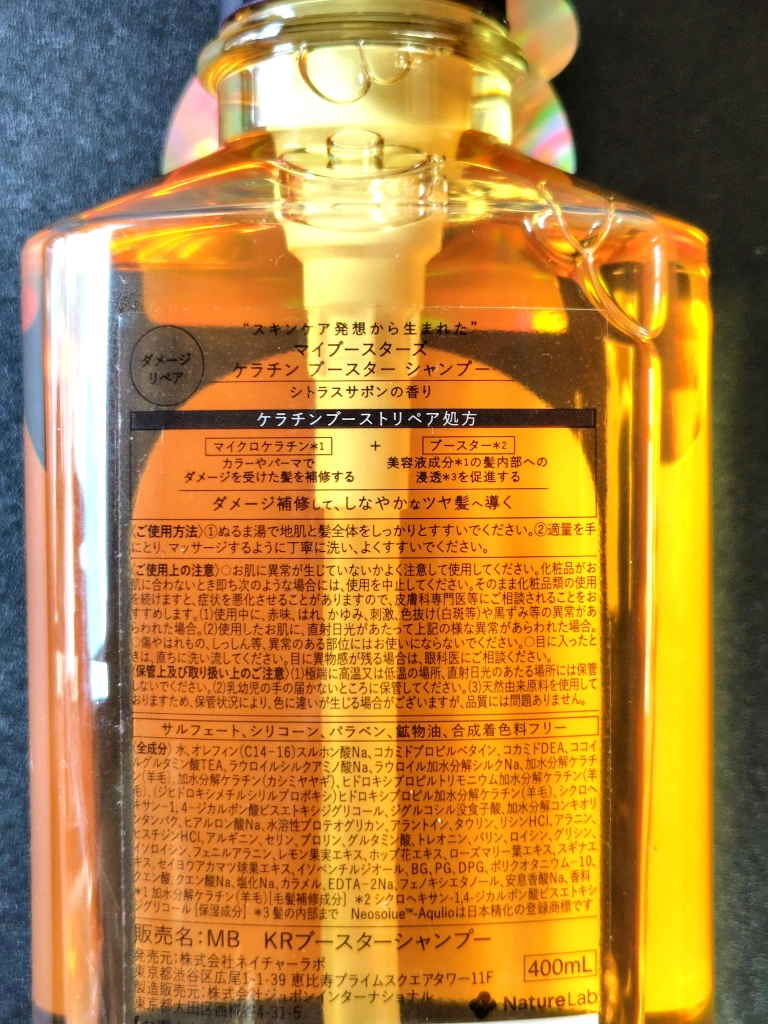 "スキンケア発想から生まれた"
マイブースターズ
ケラチン ブースター シャンプー
シトラスサボンの香り
ダメージ
リペア
ケラチンブーストリペア処方
マイクロケラチン*1 + ブースター*2
カラーやパーマで
ダメージを受けた髪を補修する
美容液成分*1の髪内部への
浸透*3を促進する
ダメージ補修して、しなやかなツヤ髪へ導く
〈ご使用方法〉①ぬるま湯で地肌と髪全体をしっかりとすすいでください。②適量を手
にとり、マッサージするように丁寧に洗い、よくすすいでください。
〈ご使用上の注意〉○お肌に異常が生じていないかよく注意して使用してください。化粧品がお
肌に合わないとき即ち次のような場合には、使用を中止してください。そのまま化粧品類の使用
を続けますと、症状を悪化させることがありますので、皮膚科専門医等にご相談されることをお
すすめします。(1)使用中に、赤味、はれ、かゆみ、刺激、色抜け(白斑等)や黒ずみ等の異常があ
らわれた場合。(2)使用したお肌に、直射日光があたって上記の様な異常があらわれた場合。
○傷やはれもの、しっしん等、異常のある部位にはお使いにならないでください。○目に入ったと
きは、直ちに洗い流してください。目に異物感が残る場合は、眼科医にご相談ください。
〈保管上及び取り扱い上のご注意〉(1)極端に高温又は低温の場所、直射日光のあたる場所には保管
しないでください。(2)乳幼児の手の届かないところに保管してください。(3)天然由来原料を使用して
おりますため、保管状況により、色に違いが生じる場合がございますが、品質には問題ありません。
サルフェート、シリコーン、パラベン、鉱物油、合成着色料フリー
〈全成分〉水、オレフィン(C14-16)スルホン酸Na、コカミドプロピルベタイン、コカミドDEA、ココイ
ルグルタミン酸TEA、ラウロイルシルクアミノ酸Na、ラウロイル加水分解シルクNa、加水分解ケラチ
ン(羊毛)、加水分解ケラチン(カシミヤヤギ)、ヒドロキシプロピルトリモニウム加水分解ケラチン(羊
毛)、(ジヒドロキシメチルシリルプロポキシ)ヒドロキシプロピル加水分解ケラチン(羊毛)、シクロヘ
キサン-1,4-ジカルボン酸ビスエトキシジグリコール、ジグルコシル没食子酸、加水分解コンキオリ
ンタンパク、ヒアルロン酸Na、水溶性プロテオグリカン、アラントイン、タウリン、リシンHCl、アラニン、
ヒスチジンHCl、アルギニン、セリン、プロリン、グルタミン酸、トレオニン、バリン、ロイシン、グリシン、
イソロイシン、フェニルアラニン、レモン果実エキス、ホップ花エキス、ローズマリー葉エキス、スギナエ
キス、セイヨウアカマツ球果エキス、イソペンチルジオール、BG、PG、DPG、ポリクオタニウム-10、
クエン酸、クエン酸Na、塩化Na、カラメル、EDTA-2Na、フェノキシエタノール、安息香酸Na、香料
*1 加水分解ケラチン(羊毛)[毛髪補修成分] *2 シクロヘキサン-1,4-ジカルボン酸ビスエトキシ
ジグリコール [保湿成分] *3 髪の内部まで Neosolue™-Aqulioは日本精化の登録商標です
販売名:MB KRブースターシャンプー
発売元:株式会社ネイチャーラボ
東京都渋谷区広尾1-1-39 恵比寿プライムスクエアタワー11F
製造販売元:株式会社ジュポンインターナショナル
東京都大田区西糀谷4-31-5
400mL
NatureLab